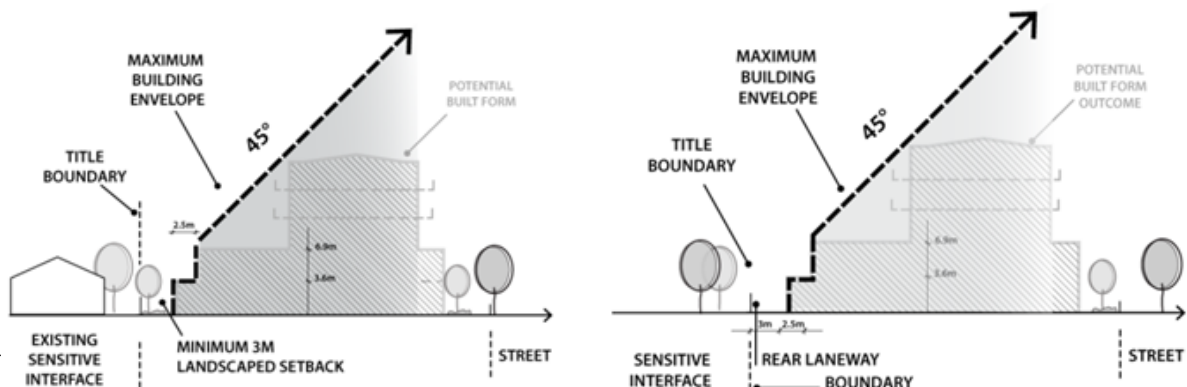 MAXIMUM
BUILDING
ENVELOPE
POTENTIAL
BUILT FORM
45°
TITLE
BOUNDARY
2.5m
6.9m
3.6m
EXISTING
SENSITIVE
INTERFACE
MINIMUM 3M
LANDSCAPED SETBACK
STREET
MAXIMUM
BUILDING
ENVELOPE
POTENTIAL
BUILT FORM
OUTCOME
45°
TITLE
BOUNDARY
6.9m
3.6m
3m
2.5m
SENSITIVE
INTERFACE
REAR LANEWAY
BOUNDARY
STREET